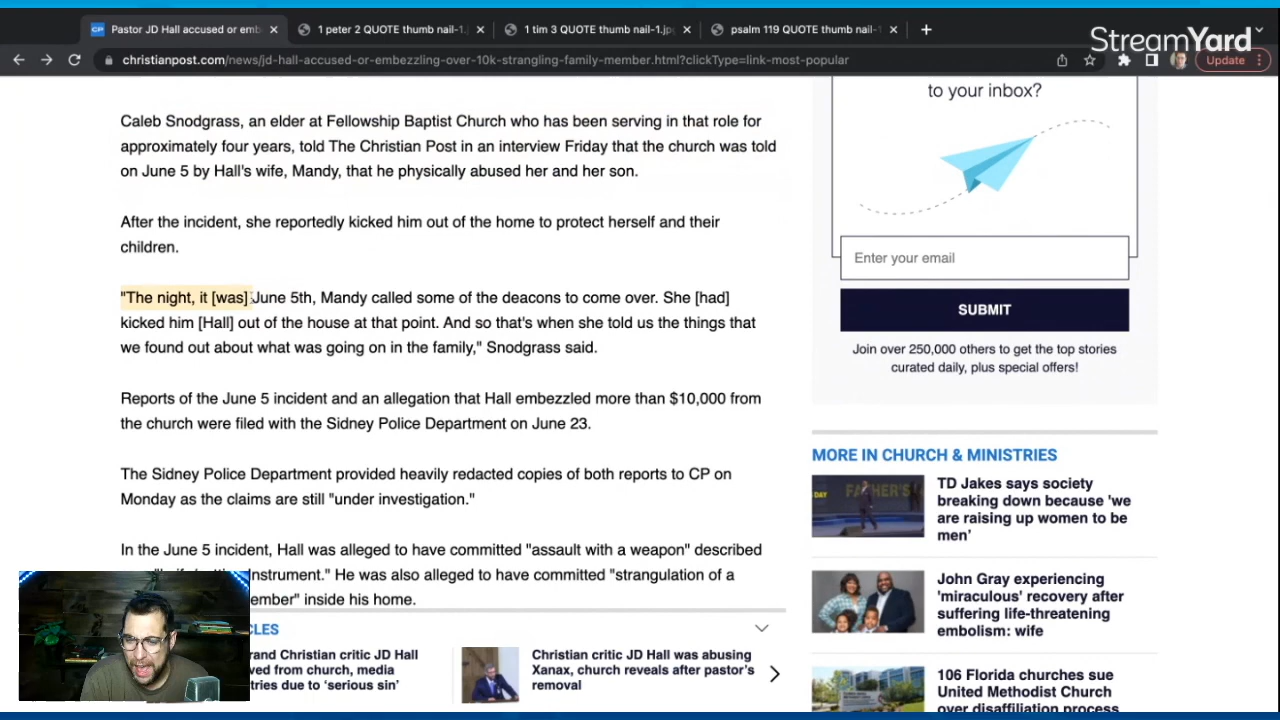 Pastor JD Hall accused or emb
1 peter 2 QUOTE thumb nail-1.j
1 tim 3 QUOTE thumb nail-1.jp
psalm 119 QUOTE thumb nail-
StreamYard
christianpost.com/news/jd-hall-accused-or-embezzling-over-10k-strangling-family-member.html?clickType=link-most-popular
Update
Caleb Snodgrass, an elder at Fellowship Baptist Church who has been serving in that role for
approximately four years, told The Christian Post in an interview Friday that the church was told
on June 5 by Hall's wife, Mandy, that he physically abused her and her son.
After the incident, she reportedly kicked him out of the home to protect herself and their
children.
"The night, it [was] June 5th, Mandy called some of the deacons to come over. She [had]
kicked him [Hall] out of the house at that point. And so that's when she told us the things that
we found out about what was going on in the family," Snodgrass said.
Reports of the June 5 incident and an allegation that Hall embezzled more than $10,000 from
the church were filed with the Sidney Police Department on June 23.
The Sidney Police Department provided heavily redacted copies of both reports to CP on
Monday as the claims are still "under investigation."
In the June 5 incident, Hall was alleged to have committed "assault with a weapon" described
instrument." He was also alleged to have committed "strangulation of a
ember" inside his home.
CLES
rand Christian critic JD Hall
ved from church, media
tries due to 'serious sin'
Christian critic JD Hall was abusing
Xanax, church reveals after pastor's
removal
to your inbox?
Enter your email
SUBMIT
Join over 250,000 others to get the top stories
curated daily, plus special offers!
MORE IN CHURCH & MINISTRIES
TD Jakes says society
breaking down because 'we
are raising up women to be
men'
John Gray experiencing
'miraculous' recovery after
suffering life-threatening
embolism: wife
106 Florida churches sue
United Methodist Church
over disaffiliation process